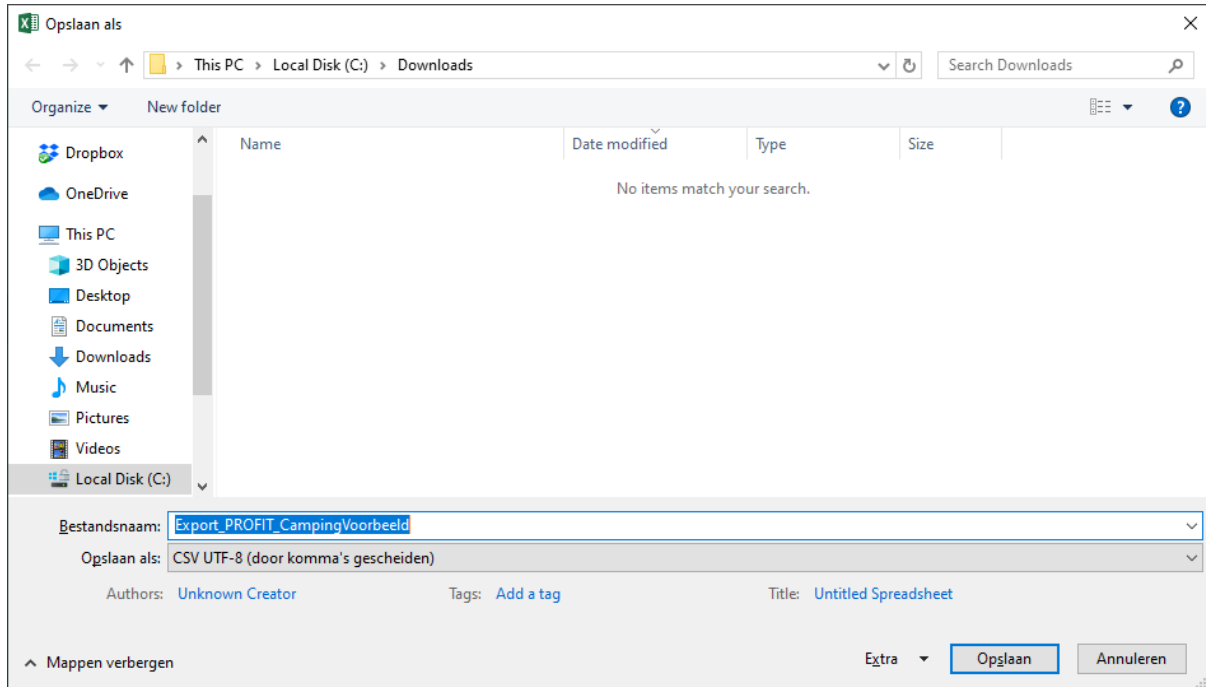 Opslaan als
This PC > Local Disk (C:) > Downloads
Search Downloads
Organize New folder
Name Date modified Type Size
No items match your search.
Dropbox
OneDrive
This PC
3D Objects
Desktop
Documents
Downloads
Music
Pictures
Videos
Local Disk (C:)
Bestandsnaam: Export_PROFIT_CampingVoorbeeld
Opslaan als: CSV UTF-8 (door komma's gescheiden)
Authors: Unknown Creator Tags: Add a tag Title: Untitled Spreadsheet
Mappen verbergen Extra Opslaan Annuleren